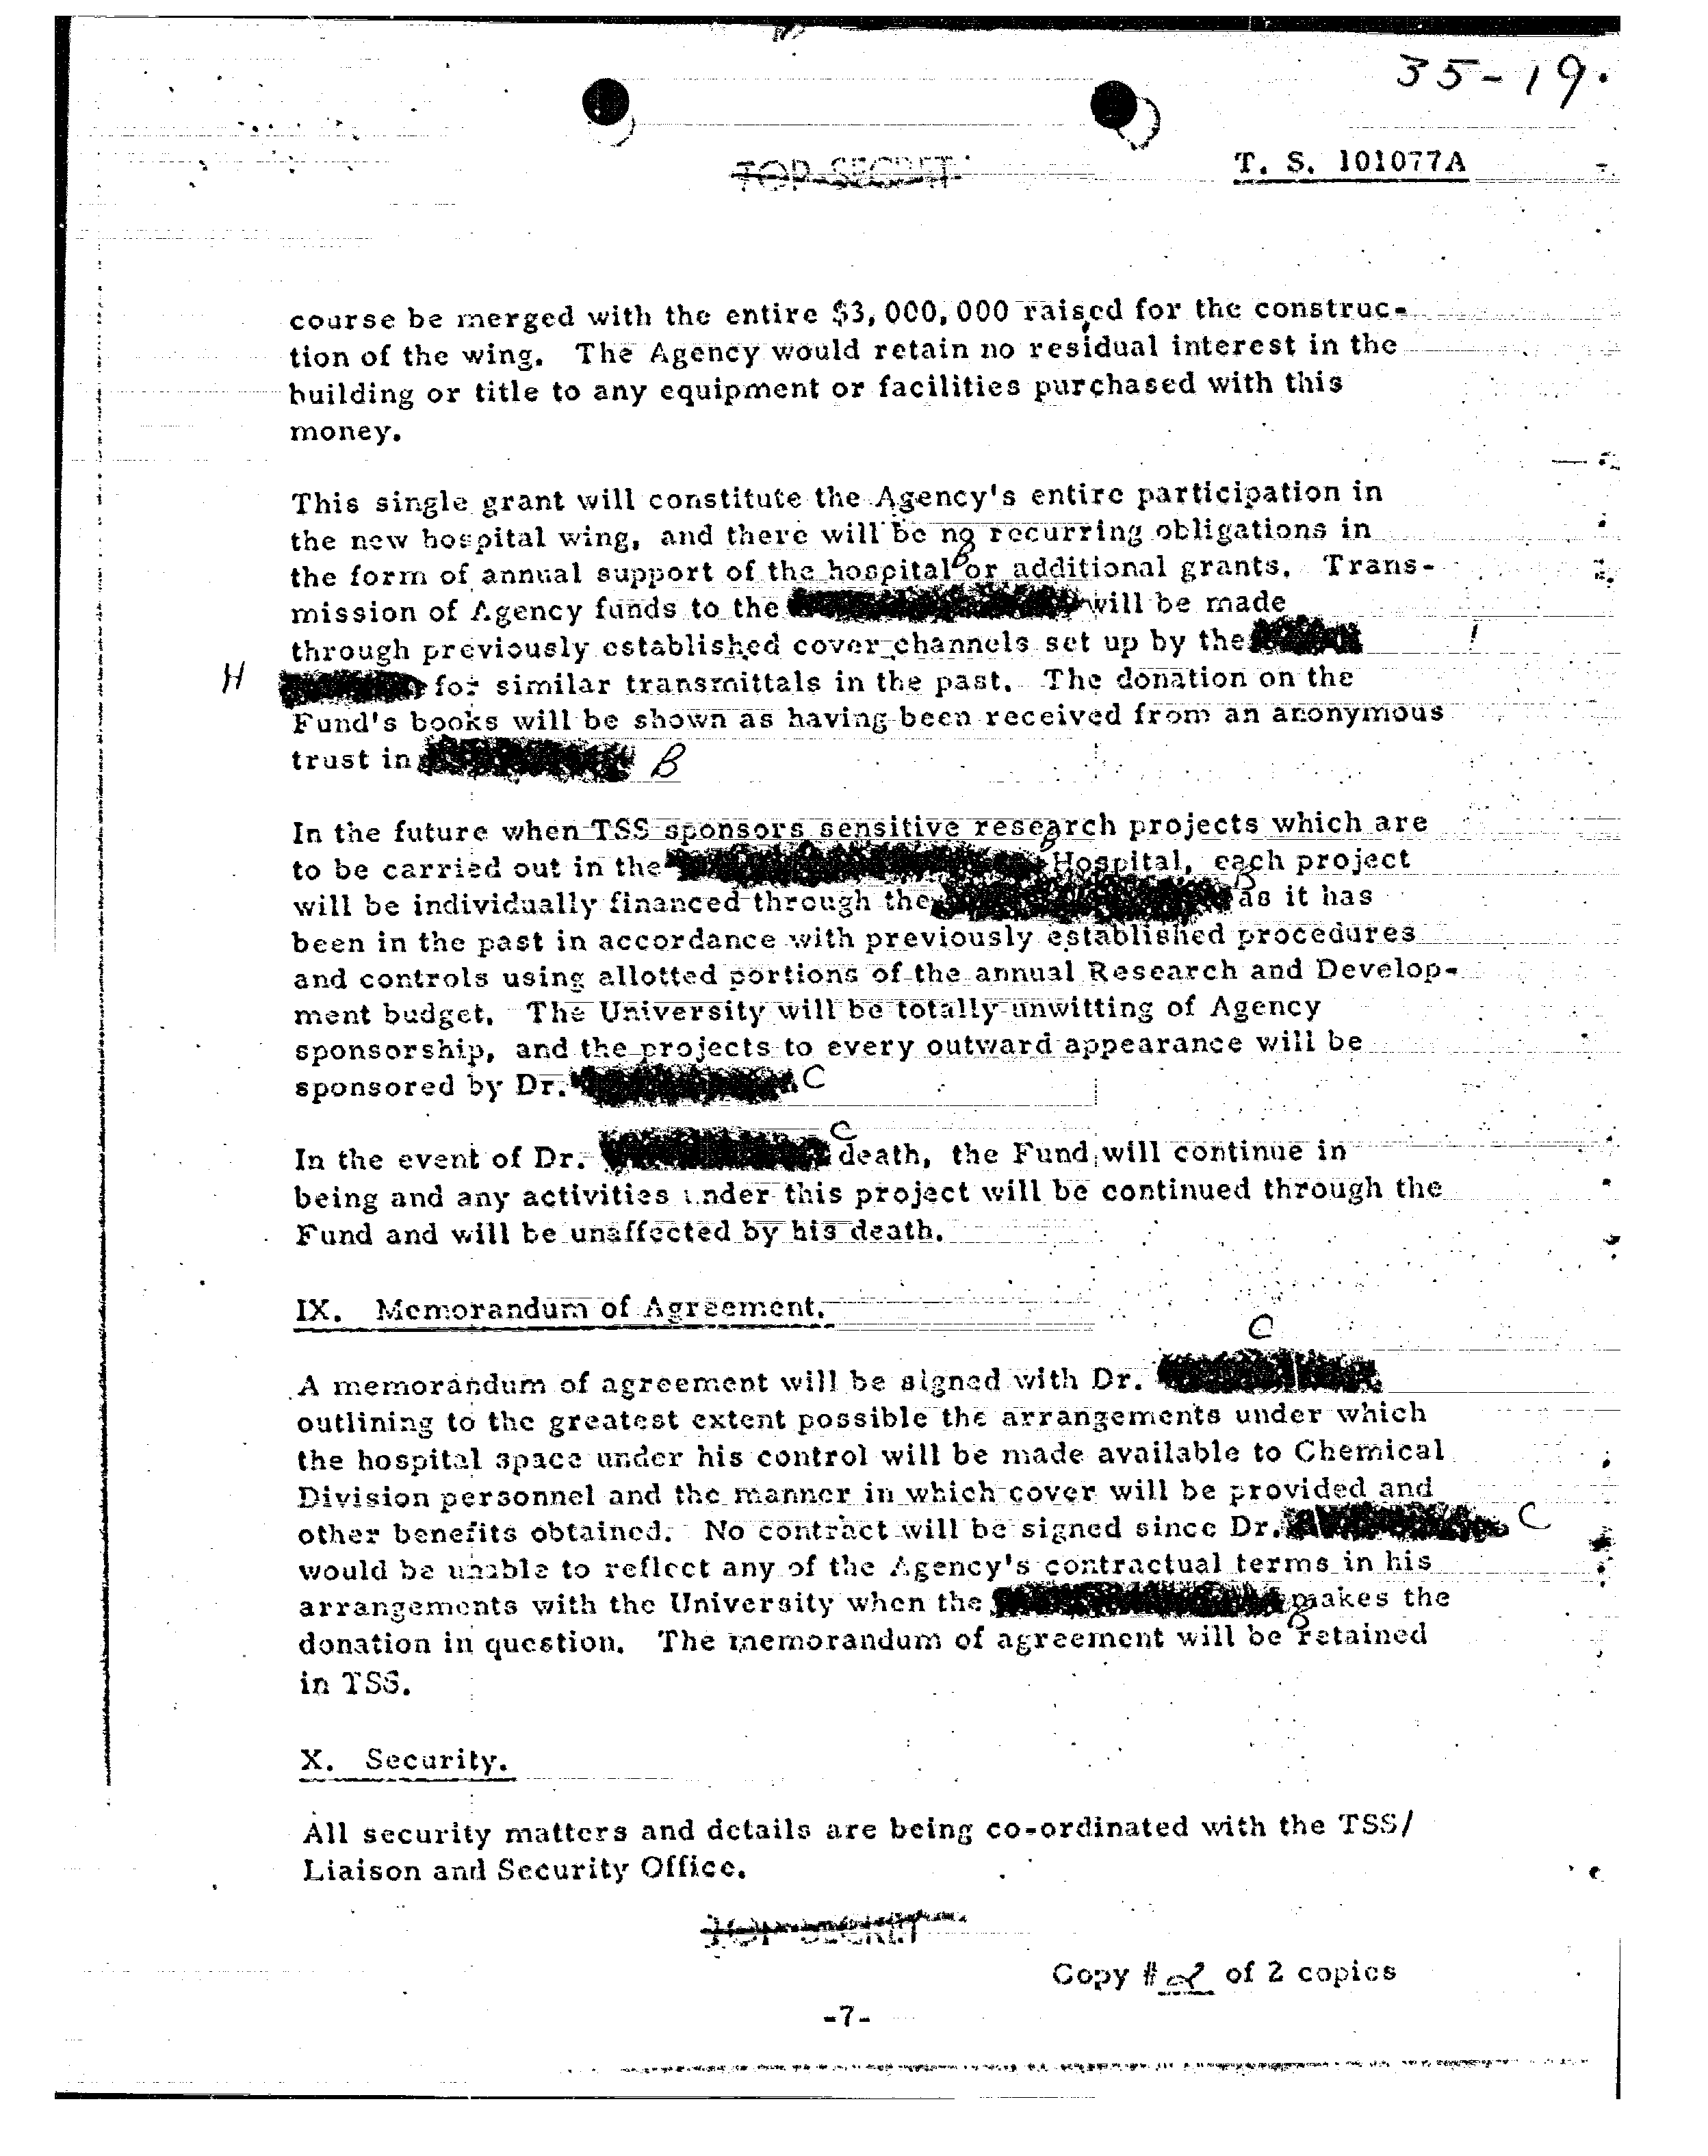 35-19.
TOP SECRET
T. S. 101077A
course be merged with the entire $3,000,000 raised for the construc-
tion of the wing. The Agency would retain no residual interest in the
building or title to any equipment or facilities purchased with this
money.
This single grant will constitute the Agency's entire participation in
the new hospital wing, and there will be no recurring obligations in
B
the form of annual support of the hospital or additional grants. Trans-
mission of Agency funds to the will be made
through previously established cover channels set up by the
H for similar transmittals in the past. The donation on the
Fund's books will be shown as having been received from an anonymous
trust in B
In the future when TSS sponsors sensitive research projects which are
B
to be carried out in the Hospital, each project
B
will be individually financed through the as it has
been in the past in accordance with previously established procedures
and controls using allotted portions of the annual Research and Develop-
ment budget. The University will be totally unwitting of Agency
sponsorship, and the projects to every outward appearance will be
sponsored by Dr. C
C
In the event of Dr. death, the Fund will continue in
being and any activities under this project will be continued through the
Fund and will be unaffected by his death.
IX. Memorandum of Agreement.
C
A memorandum of agreement will be signed with Dr.
outlining to the greatest extent possible the arrangements under which
the hospital space under his control will be made available to Chemical
Division personnel and the manner in which cover will be provided and
other benefits obtained. No contract will be signed since Dr. C
would be unable to reflect any of the Agency's contractual terms in his
arrangements with the University when the makes the
B
donation in question. The memorandum of agreement will be retained
in TSS.
X. Security.
All security matters and details are being co-ordinated with the TSS/
Liaison and Security Office.
TOP SECRET
Copy # 2 of 2 copies
-7-